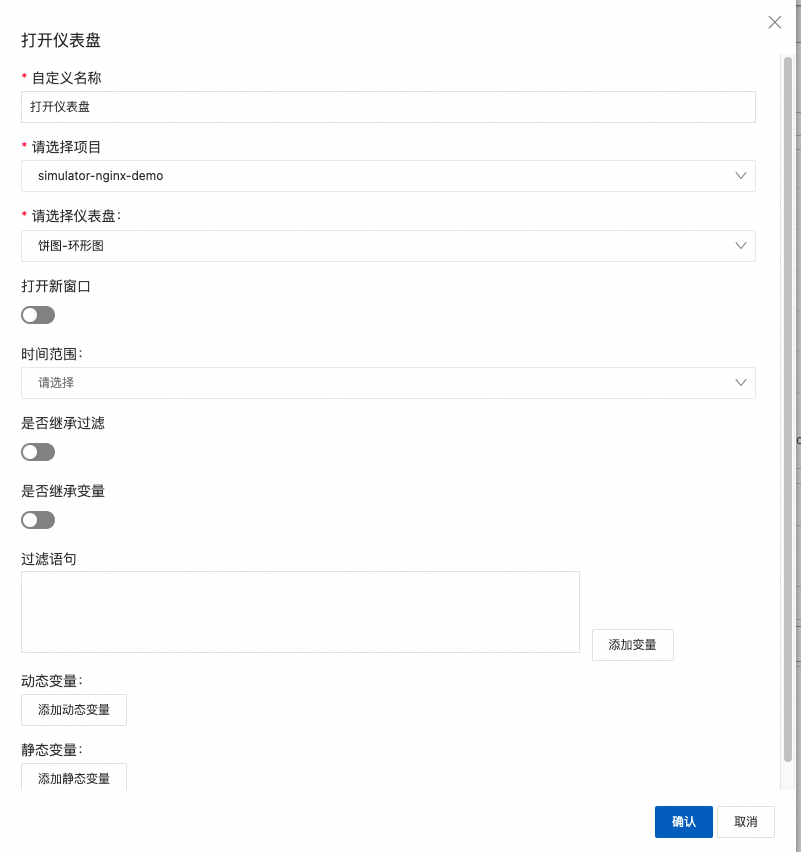 打开仪表盘
* 自定义名称
打开仪表盘
* 请选择项目
simulator-nginx-demo
* 请选择仪表盘:
饼图-环形图
打开新窗口
时间范围:
请选择
是否继承过滤
是否继承变量
过滤语句
添加变量
动态变量:
添加动态变量
静态变量:
添加静态变量
确认 取消